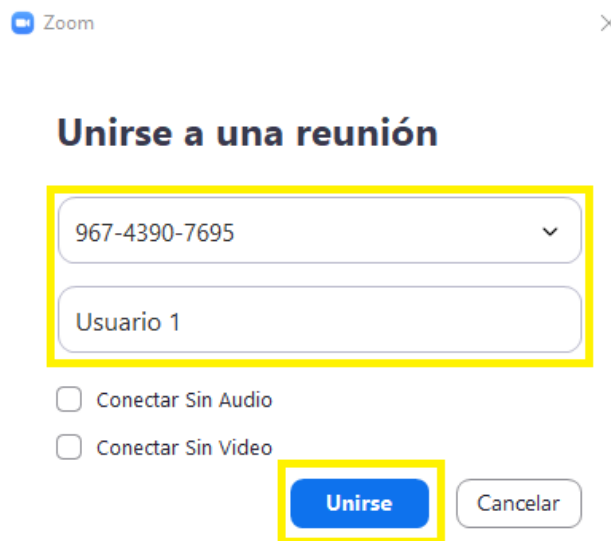 Zoom
Unirse a una reunión
967-4390-7695
Usuario 1
Conectar Sin Audio
Conectar Sin Video
Unirse Cancelar